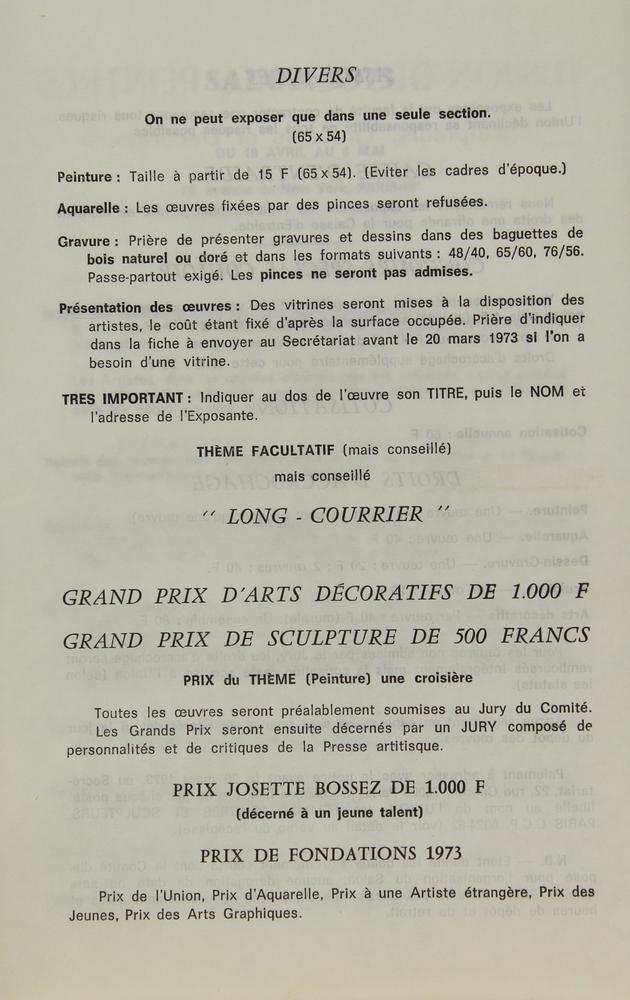 DIVERS
On ne peut exposer que dans une seule section.
(65 x 54)
Peinture : Taille à partir de 15 F (65 x 54). (Eviter les cadres d'époque.)
Aquarelle : Les œuvres fixées par des pinces seront refusées.
Gravure : Prière de présenter gravures et dessins dans des baguettes de
bois naturel ou doré et dans les formats suivants : 48/40, 65/60, 76/56.
Passe-partout exigé. Les pinces ne seront pas admises.
Présentation des œuvres : Des vitrines seront mises à la disposition des
artistes, le coût étant fixé d'après la surface occupée. Prière d'indiquer
dans la fiche à envoyer au Secrétariat avant le 20 mars 1973 si l'on a
besoin d'une vitrine.
TRES IMPORTANT : Indiquer au dos de l'œuvre son TITRE, puis le NOM et
l'adresse de l'Exposante.
THÈME FACULTATIF (mais conseillé)
mais conseillé
" LONG - COURRIER "
GRAND PRIX D'ARTS DÉCORATIFS DE 1.000 F
GRAND PRIX DE SCULPTURE DE 500 FRANCS
PRIX du THÈME (Peinture) une croisière
Toutes les œuvres seront préalablement soumises au Jury du Comité.
Les Grands Prix seront ensuite décernés par un JURY composé de
personnalités et de critiques de la Presse artitisque.
PRIX JOSETTE BOSSEZ DE 1.000 F
(décerné à un jeune talent)
PRIX DE FONDATIONS 1973
Prix de l'Union, Prix d'Aquarelle, Prix à une Artiste étrangère, Prix des
Jeunes, Prix des Arts Graphiques.